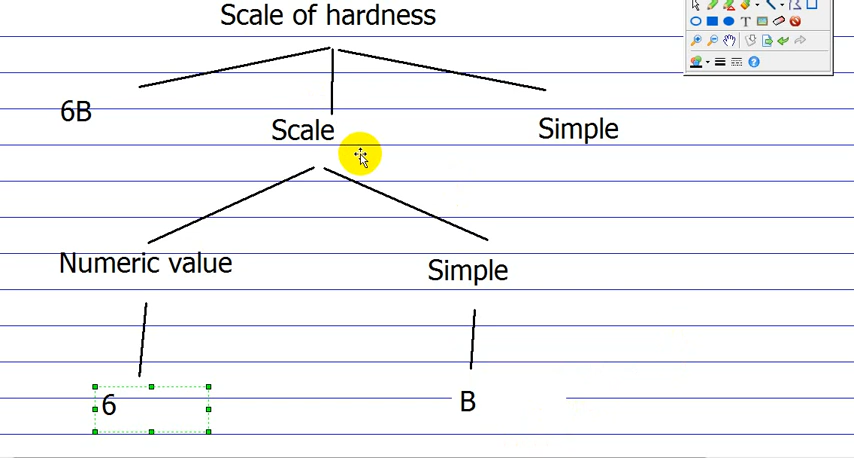 Scale of hardness
6B
Scale
Simple
Numeric value
Simple
6
B